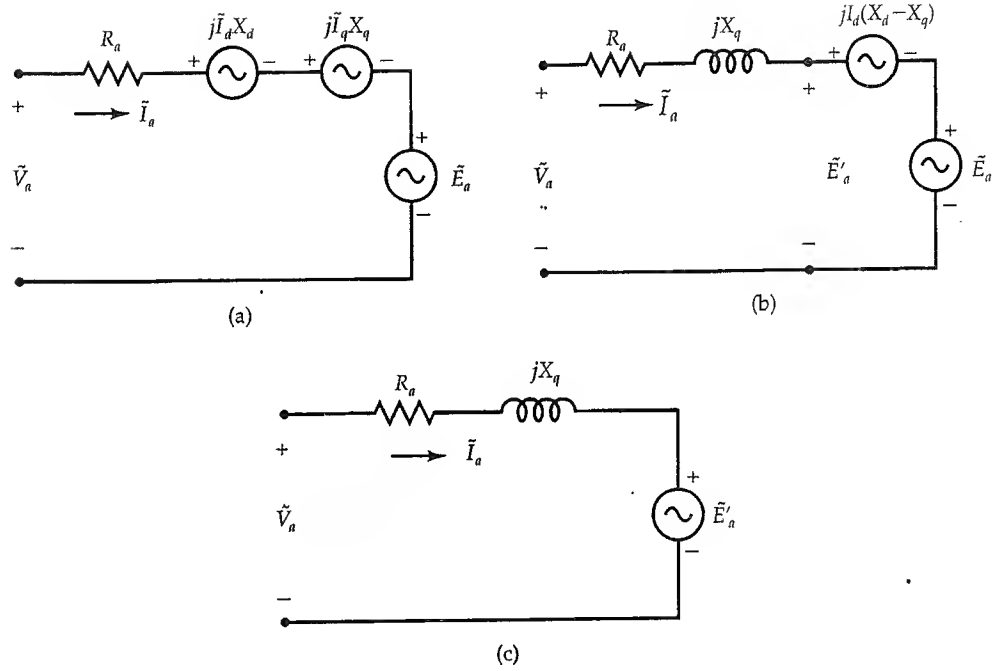 R_a
jĨ_dX_d
jĨ_qX_q
+ − + −
+
Ĩ_a
+
Ṽ_a
Ẽ_a
−
−
(a)
R_a
jX_q
jI_d(X_d−X_q)
+ −
+
Ĩ_a
+
+
Ṽ_a
Ẽ'_a
Ẽ_a
−
−
−
(b)
R_a
jX_q
+
Ĩ_a
+
Ṽ_a
Ẽ'_a
−
−
(c)